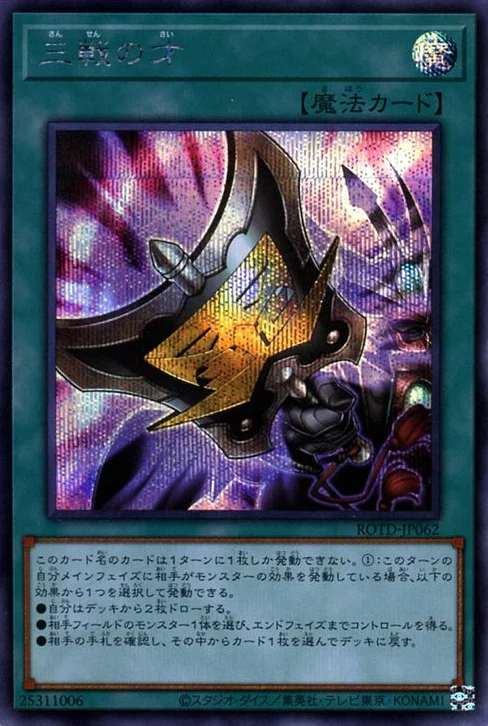 三戦の才
魔
【魔法カード】
ROTD-JP062
このカード名のカードは1ターンに1枚しか発動できない。①:このターンの
自分メインフェイズに相手がモンスターの効果を発動している場合、以下の
効果から1つを選択して発動できる。
●自分はデッキから2枚ドローする。
●相手フィールドのモンスター1体を選び、エンドフェイズまでコントロールを得る。
●相手の手札を確認し、その中からカード1枚を選んでデッキに戻す。
25311006
©スタジオ・ダイス/集英社・テレビ東京・KONAMI